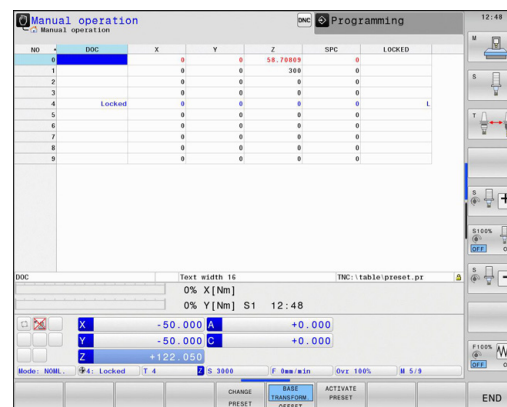 Manual operation DNC Programming 12:48
Manual operation
NO DOC X Y Z SPC LOCKED M
0 0 0 58.70809 0
1 0 0 300 0
2 0 0 0 0
3 0 0 0 0
4 Locked 0 0 0 0 L
5 0 0 0 0
6 0 0 0 0
7 0 0 0 0
8 0 0 0 0
9 0 0 0 0
S
T
S
S100%
OFF
S
DOC Text width 16 TNC:\table\preset.pr
0% X[Nm]
0% Y[Nm] S1 12:48
X -50.000 A +0.000
Y -50.000 C +0.000
Z +122.050
Mode: NOML. 4: Locked T 4 Z S 3000 F 0mm/min Ovr 100% M 5/9
F100%
OFF
CHANGE PRESET
BASE TRANSFORM. OFFSET
ACTIVATE PRESET
END